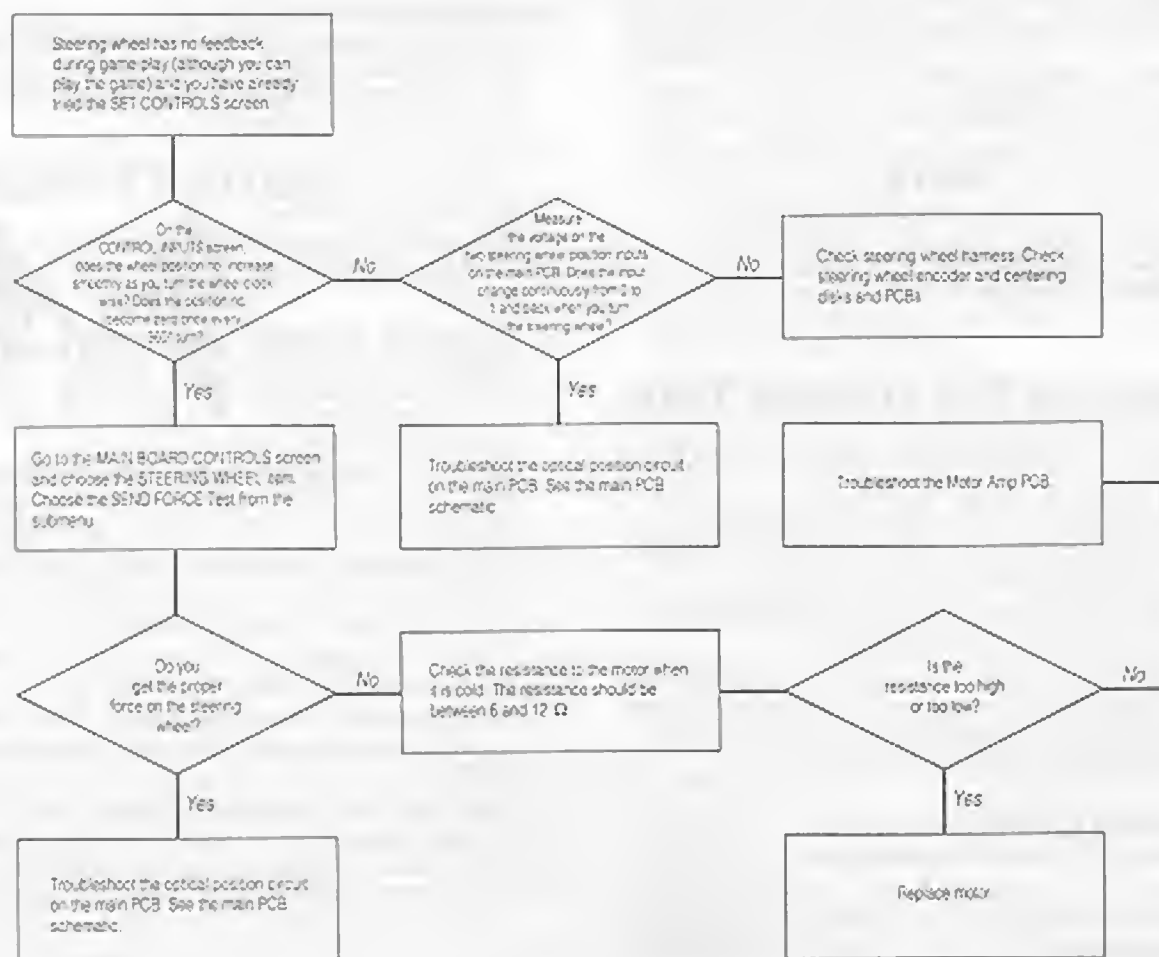 Steering wheel has no feedback
during game play (although you can
play the game) and you have already
tried the SET CONTROLS screen.
On the
CONTROL INPUTS screen,
does the wheel position no. increase
smoothly as you turn the wheel clock-
wise? Does the position no.
become zero once every
360° turn?
No
Measure
the voltage on the
two steering wheel position inputs
on the main PCB. Does the input
change continuously from
and back when you turn
the steering wheel?
No
Check steering wheel harness. Check
steering wheel encoder and centering
disks and PCBs.
Yes
Yes
Go to the MAIN BOARD CONTROLS screen
and choose the STEERING WHEEL item.
Choose the SEND FORCE Test from the
submenu.
Troubleshoot the optical position circuit
on the main PCB. See the main PCB
schematic.
Troubleshoot the Motor Amp PCB.
Do you
get the proper
force on the steering
wheel?
No
Check the resistance to the motor when
it is cold. The resistance should be
between 6 and 12 Ω
Is the
resistance too high
or too low?
No
Yes
Yes
Troubleshoot the optical position circuit
on the main PCB. See the main PCB
schematic.
Replace motor.